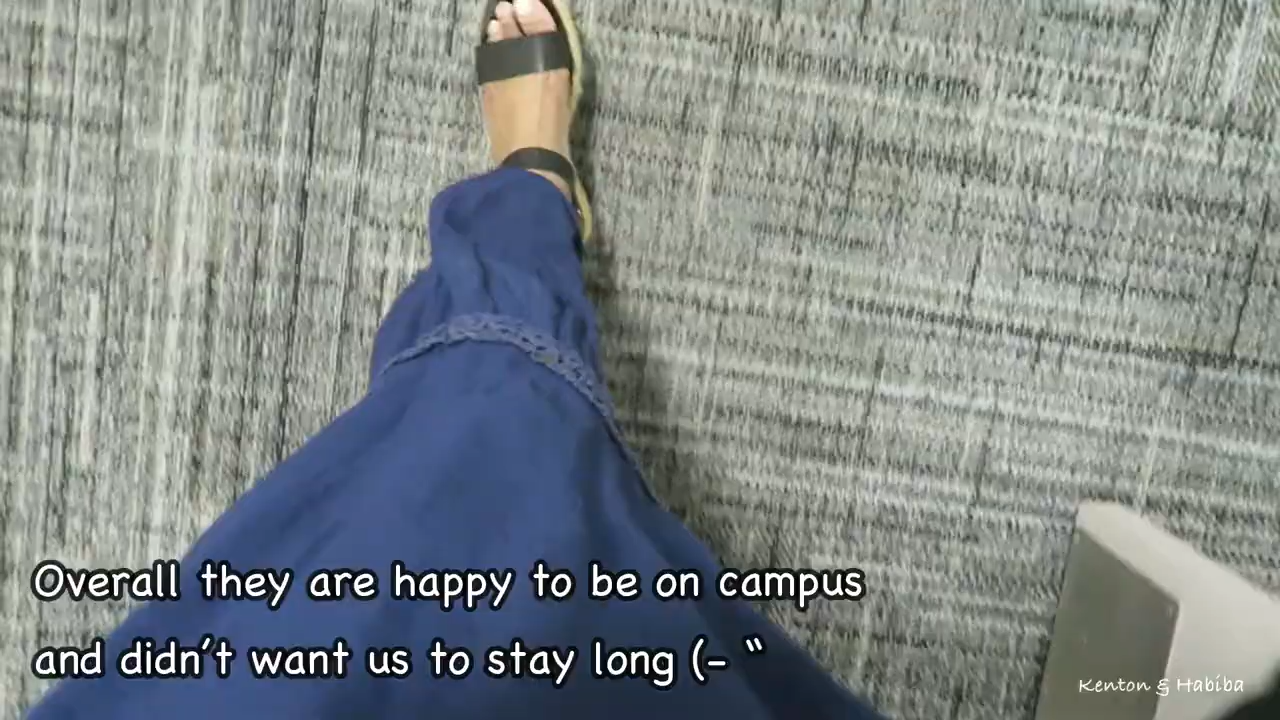 Overall they are happy to be on campus
and didn’t want us to stay long (- “
Kenton & Habiba